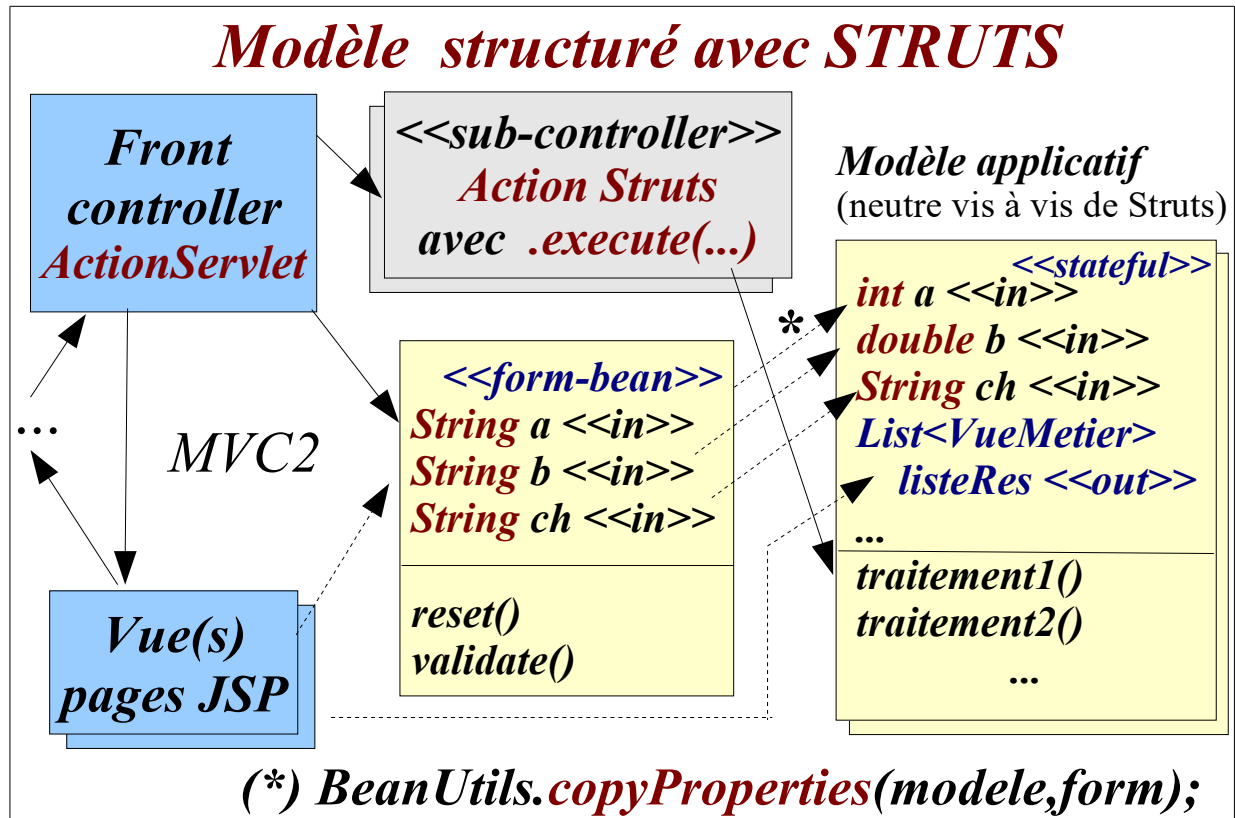 Modèle structuré avec STRUTS
Front
controller
ActionServlet
<<sub-controller>>
Action Struts
avec .execute(...)
Modèle applicatif
(neutre vis à vis de Struts)
<<stateful>>
int a <<in>>
double b <<in>>
String ch <<in>>
List<VueMetier>
listeRes <<out>>
...
traitement1()
traitement2()
...
*
<<form-bean>>
String a <<in>>
String b <<in>>
String ch <<in>>
reset()
validate()
...
MVC2
Vue(s)
pages JSP
(*) BeanUtils.copyProperties(modele,form);